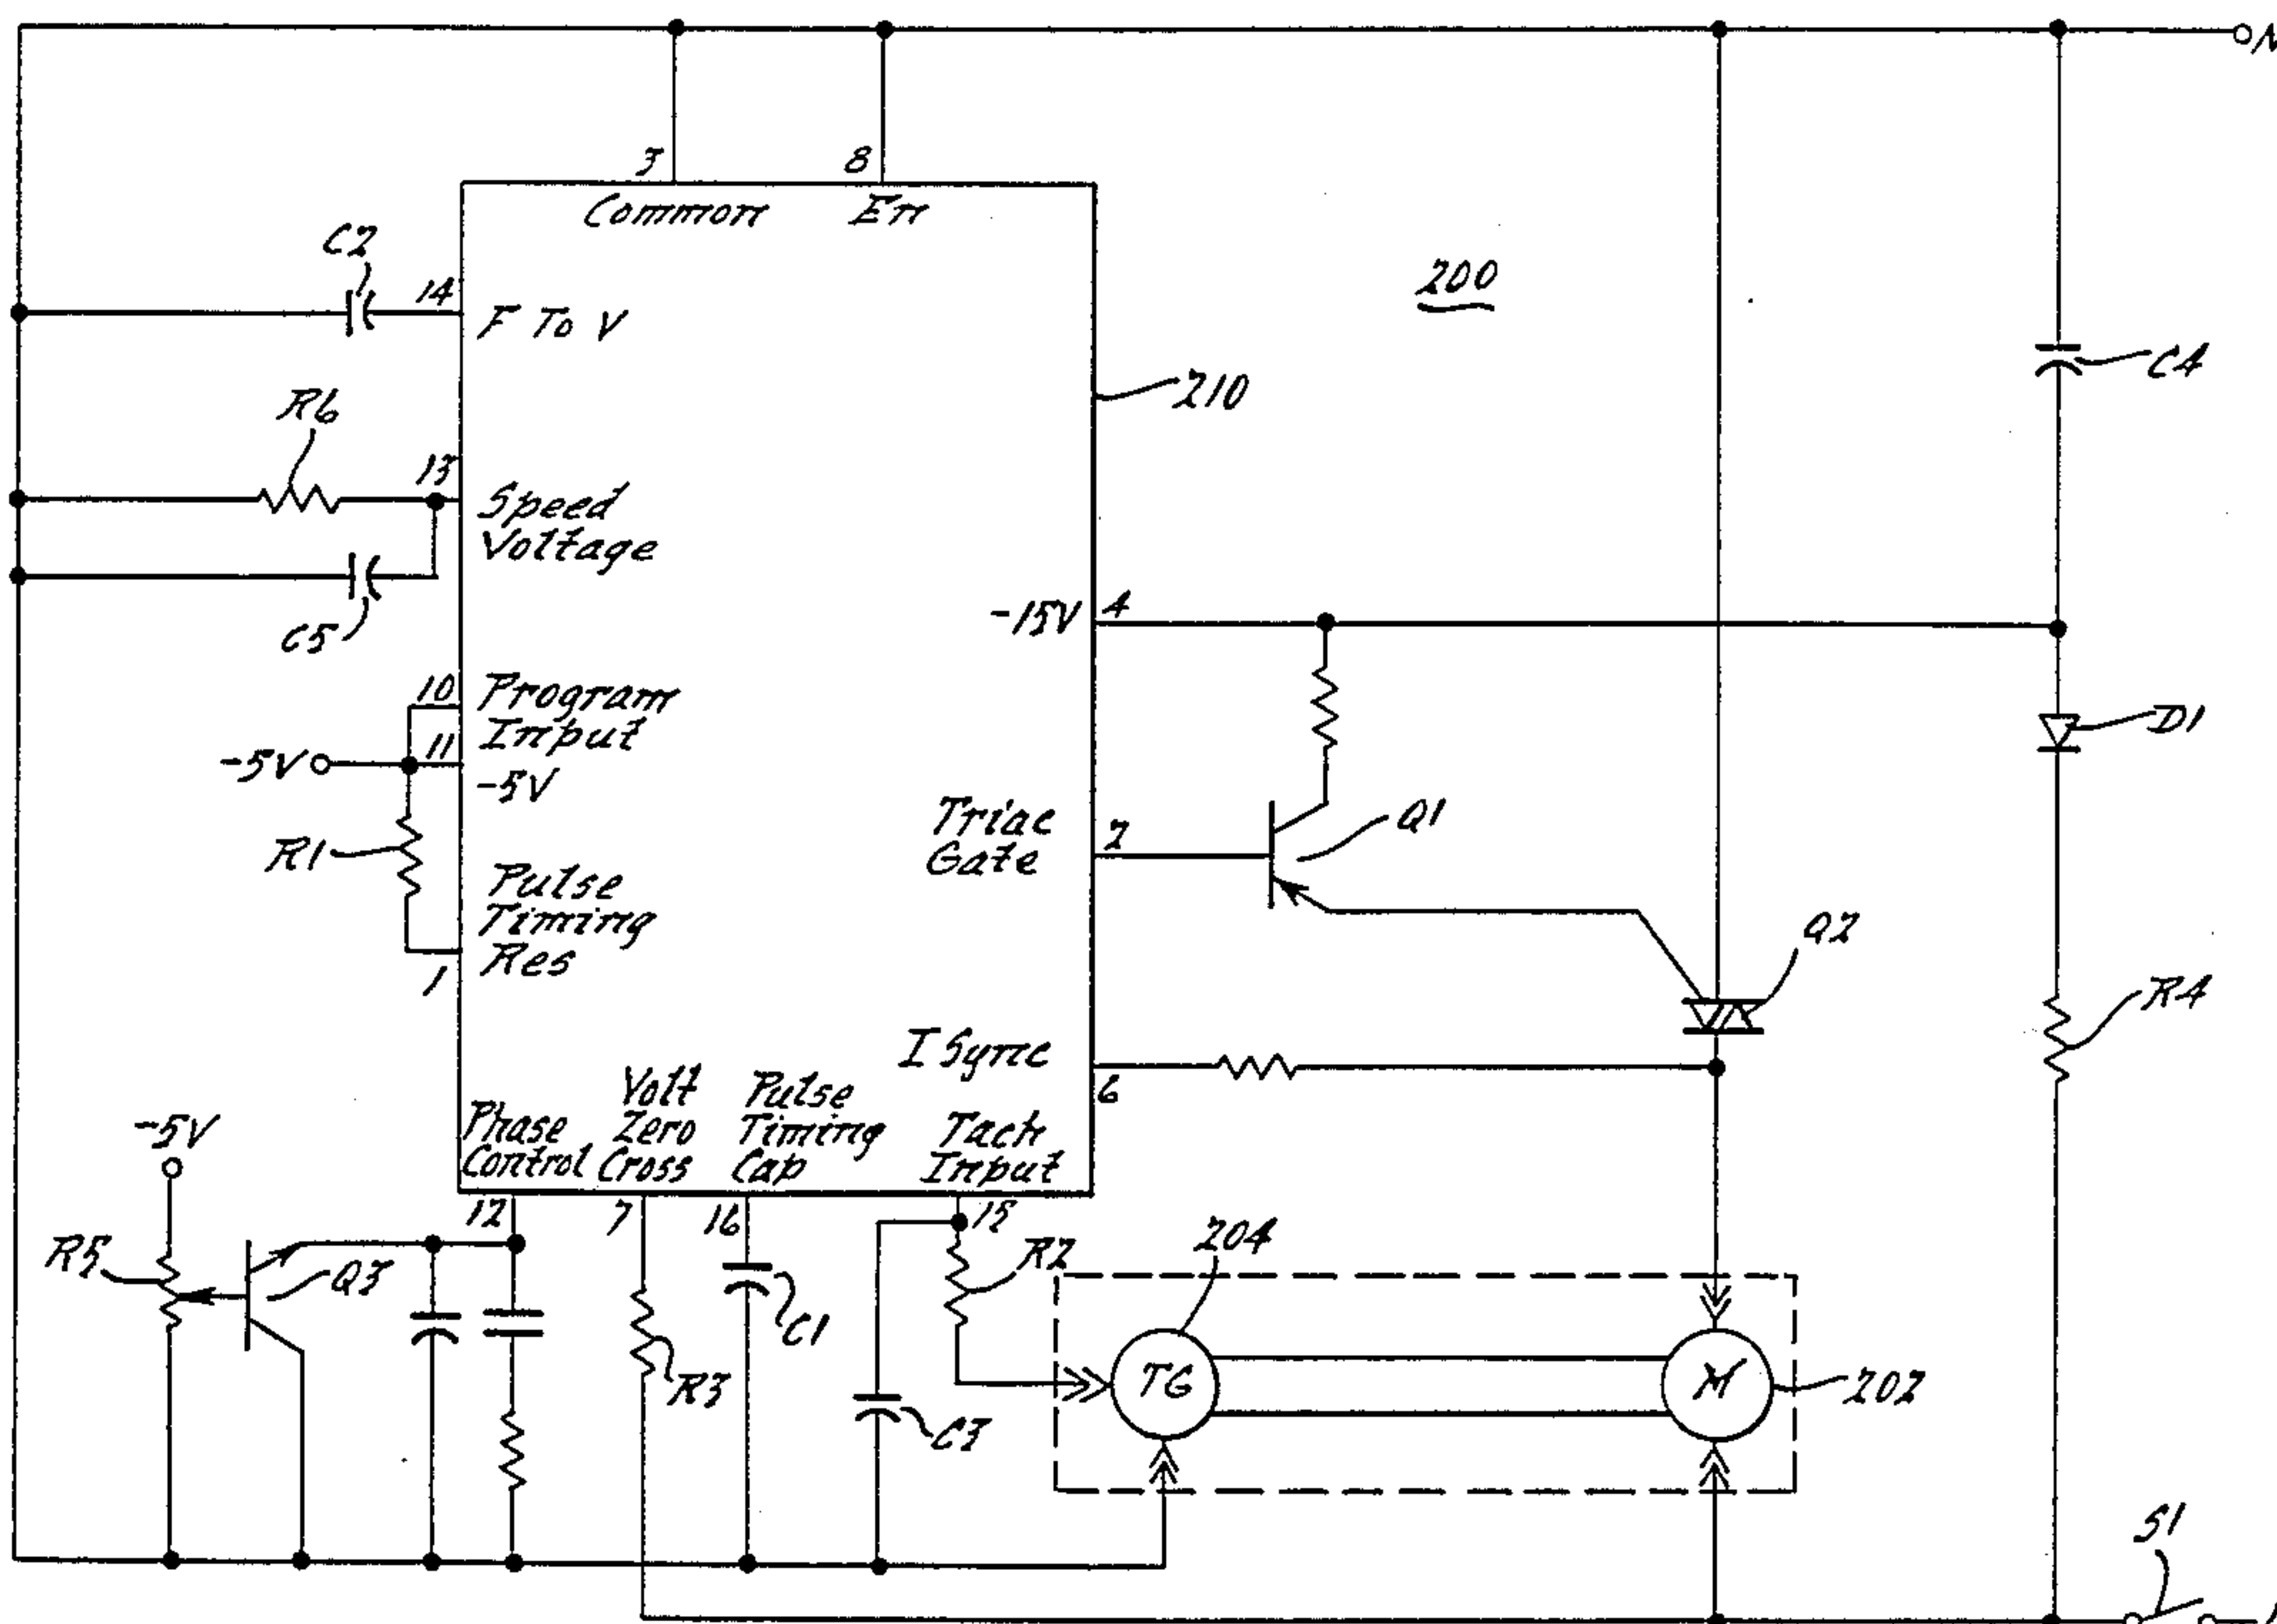 N
3
8
Common
Err
C2
14
F To V
200
210
C4
R6
13
Speed
Voltage
C5
-15V
4
10
Program
Input
11
-5V
-5V
D1
Triac
Gate
2
Q1
R1
Pulse
Timing
Res
1
Q2
R4
I Sync
6
Phase
Control
Volt
Zero
Cross
Pulse
Timing
Cap
Tach
Input
-5V
12
7
16
15
R5
Q3
R3
C1
R2
204
C3
TG
M
202
S1